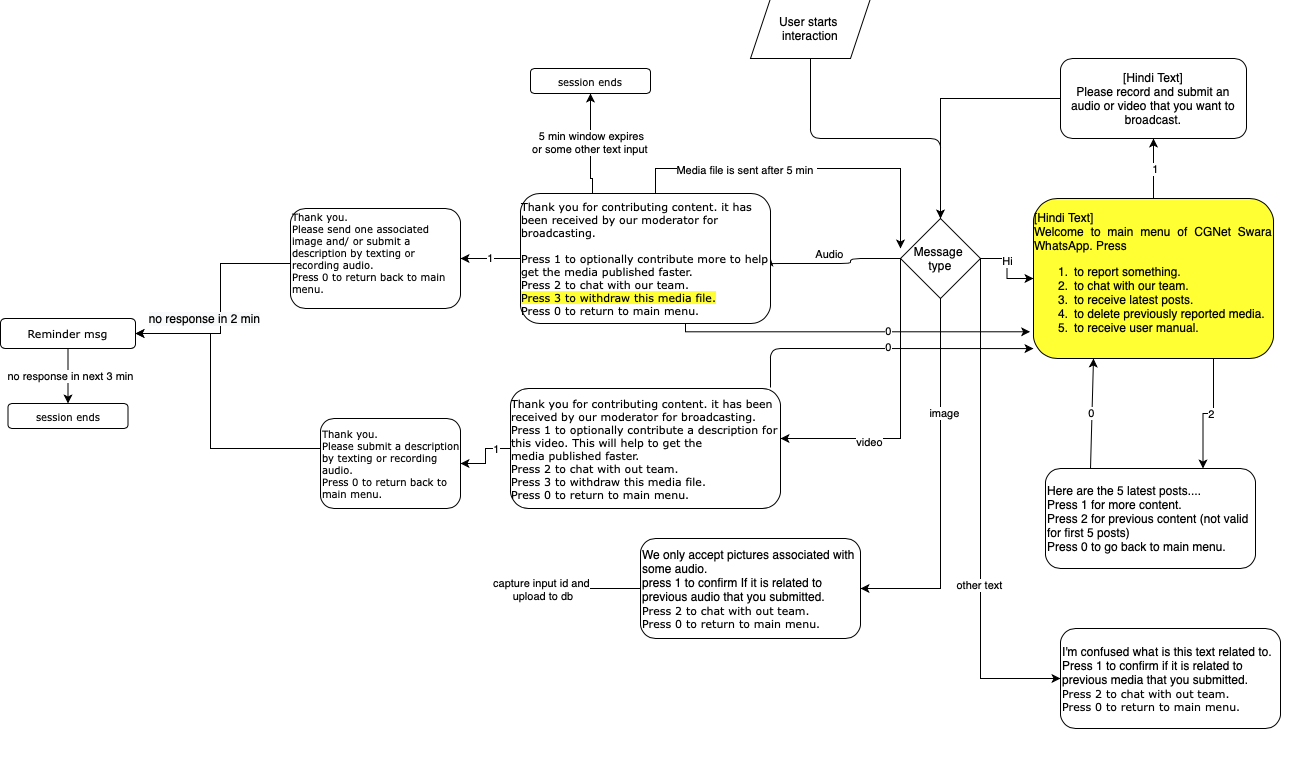 User starts
interaction
session ends
5 min window expires
or some other text input
Media file is sent after 5 min
[Hindi Text]
Please record and submit an
audio or video that you want to
broadcast.
1
Thank you.
Please send one associated
image and/ or submit a
description by texting or
recording audio.
Press 0 to return back to main
menu.
1
Thank you for contributing content. it has
been received by our moderator for
broadcasting.
Press 1 to optionally contribute more to help
get the media published faster.
Press 2 to chat with our team.
Press 3 to withdraw this media file.
Press 0 to return to main menu.
Audio
Message
type
Hi
[Hindi Text]
Welcome to main menu of CGNet Swara
WhatsApp. Press
1. to report something.
2. to chat with our team.
3. to receive latest posts.
4. to delete previously reported media.
5. to receive user manual.
no response in 2 min
Reminder msg
no response in next 3 min
session ends
0
0
Thank you.
Please submit a description
by texting or recording
audio.
Press 0 to return back to
main menu.
1
Thank you for contributing content. it has been
received by our moderator for broadcasting.
Press 1 to optionally contribute a description for
this video. This will help to get the
media published faster.
Press 2 to chat with out team.
Press 3 to withdraw this media file.
Press 0 to return to main menu.
video
image
0
2
Here are the 5 latest posts....
Press 1 for more content.
Press 2 for previous content (not valid
for first 5 posts)
Press 0 to go back to main menu.
capture input id and
upload to db
We only accept pictures associated with
some audio.
press 1 to confirm If it is related to
previous audio that you submitted.
Press 2 to chat with out team.
Press 0 to return to main menu.
other text
I'm confused what is this text related to.
Press 1 to confirm if it is related to
previous media that you submitted.
Press 2 to chat with out team.
Press 0 to return to main menu.